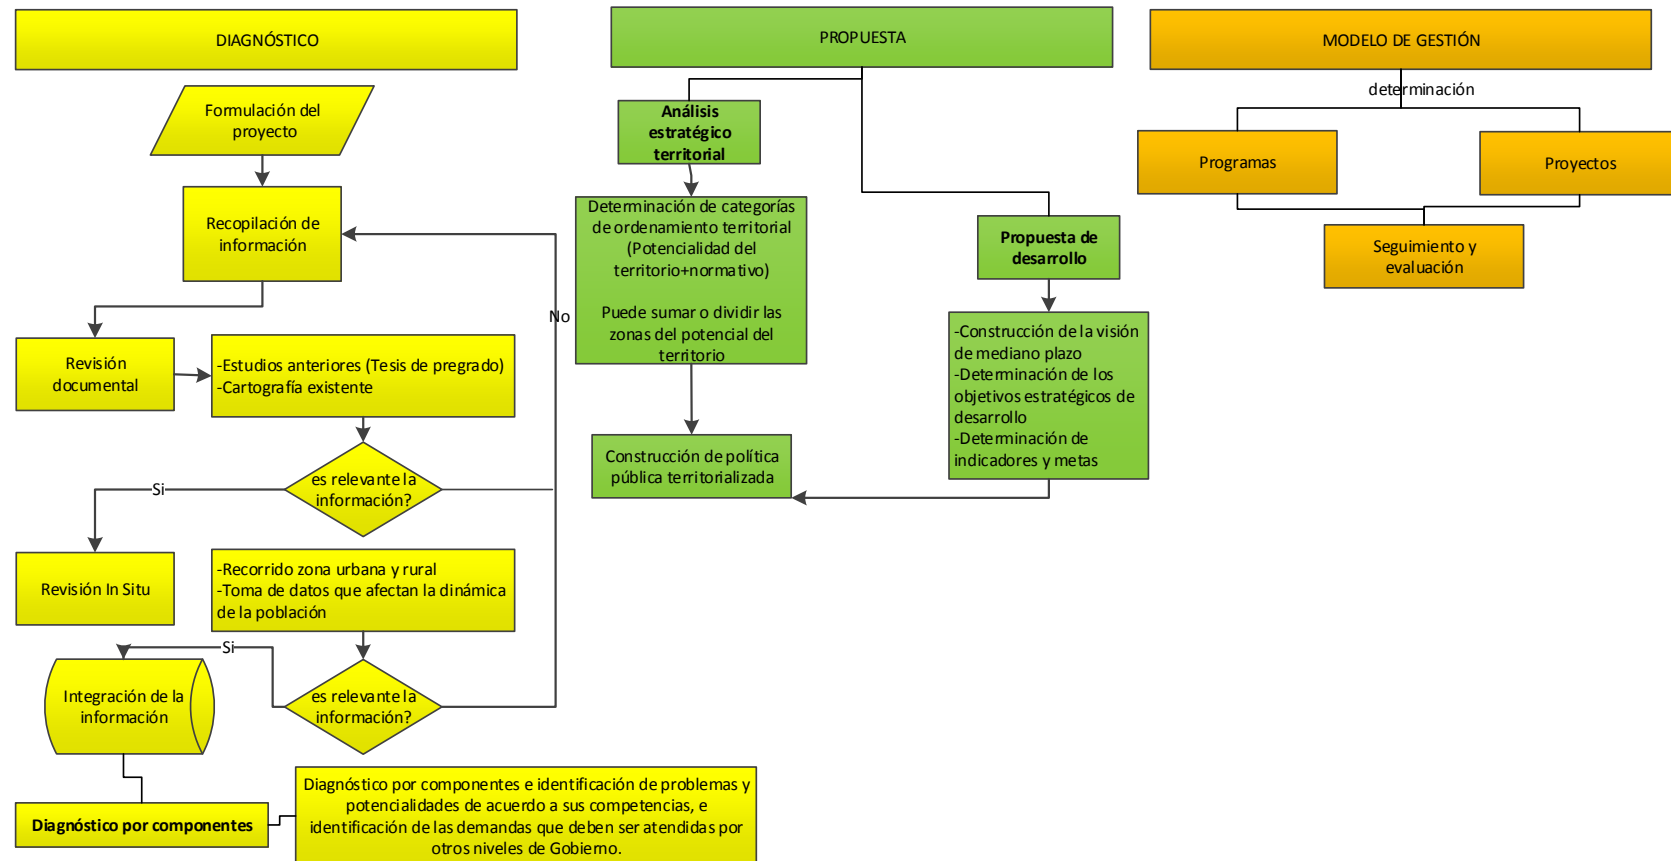 DIAGNÓSTICO
Formulación del
proyecto
Recopilación de
información
Revisión
documental
-Estudios anteriores (Tesis de pregrado)
-Cartografía existente
es relevante la
información?
Si
No
Revisión In Situ
-Recorrido zona urbana y rural
-Toma de datos que afectan la dinámica
de la población
es relevante la
información?
Si
Integración de la
información
Diagnóstico por componentes
Diagnóstico por componentes e identificación de problemas y
potencialidades de acuerdo a sus competencias, e
identificación de las demandas que deben ser atendidas por
otros niveles de Gobierno.
PROPUESTA
Análisis
estratégico
territorial
Determinación de categorías
de ordenamiento territorial
(Potencialidad del
territorio+normativo)
Puede sumar o dividir las
zonas del potencial del
territorio
Construcción de política
pública territorializada
Propuesta de
desarrollo
-Construcción de la visión
de mediano plazo
-Determinación de los
objetivos estratégicos de
desarrollo
-Determinación de
indicadores y metas
MODELO DE GESTIÓN
determinación
Programas
Proyectos
Seguimiento y
evaluación